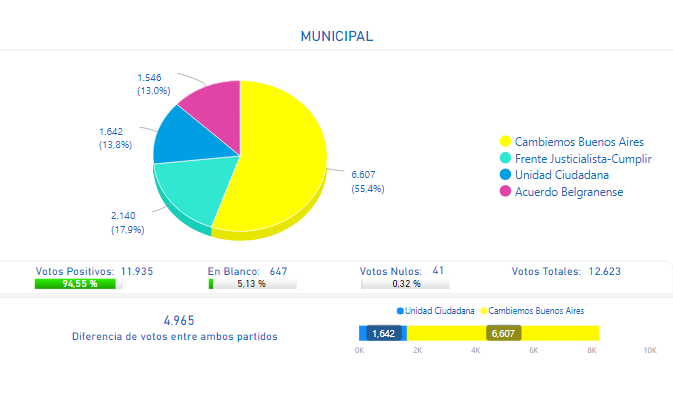 MUNICIPAL
1.546
(13,0%)
1.642
(13,8%)
2.140
(17,9%)
6.607
(55,4%)
Cambiemos Buenos Aires
Frente Justicialista-Cumplir
Unidad Ciudadana
Acuerdo Belgranense
Votos Positivos: 11.935
94,55 %
En Blanco: 647
5,13 %
Votos Nulos: 41
0,32 %
Votos Totales: 12.623
4.965
Diferencia de votos entre ambos partidos
Unidad Ciudadana Cambiemos Buenos Aires
1,642 6,607
0K 2K 4K 6K 8K 10K